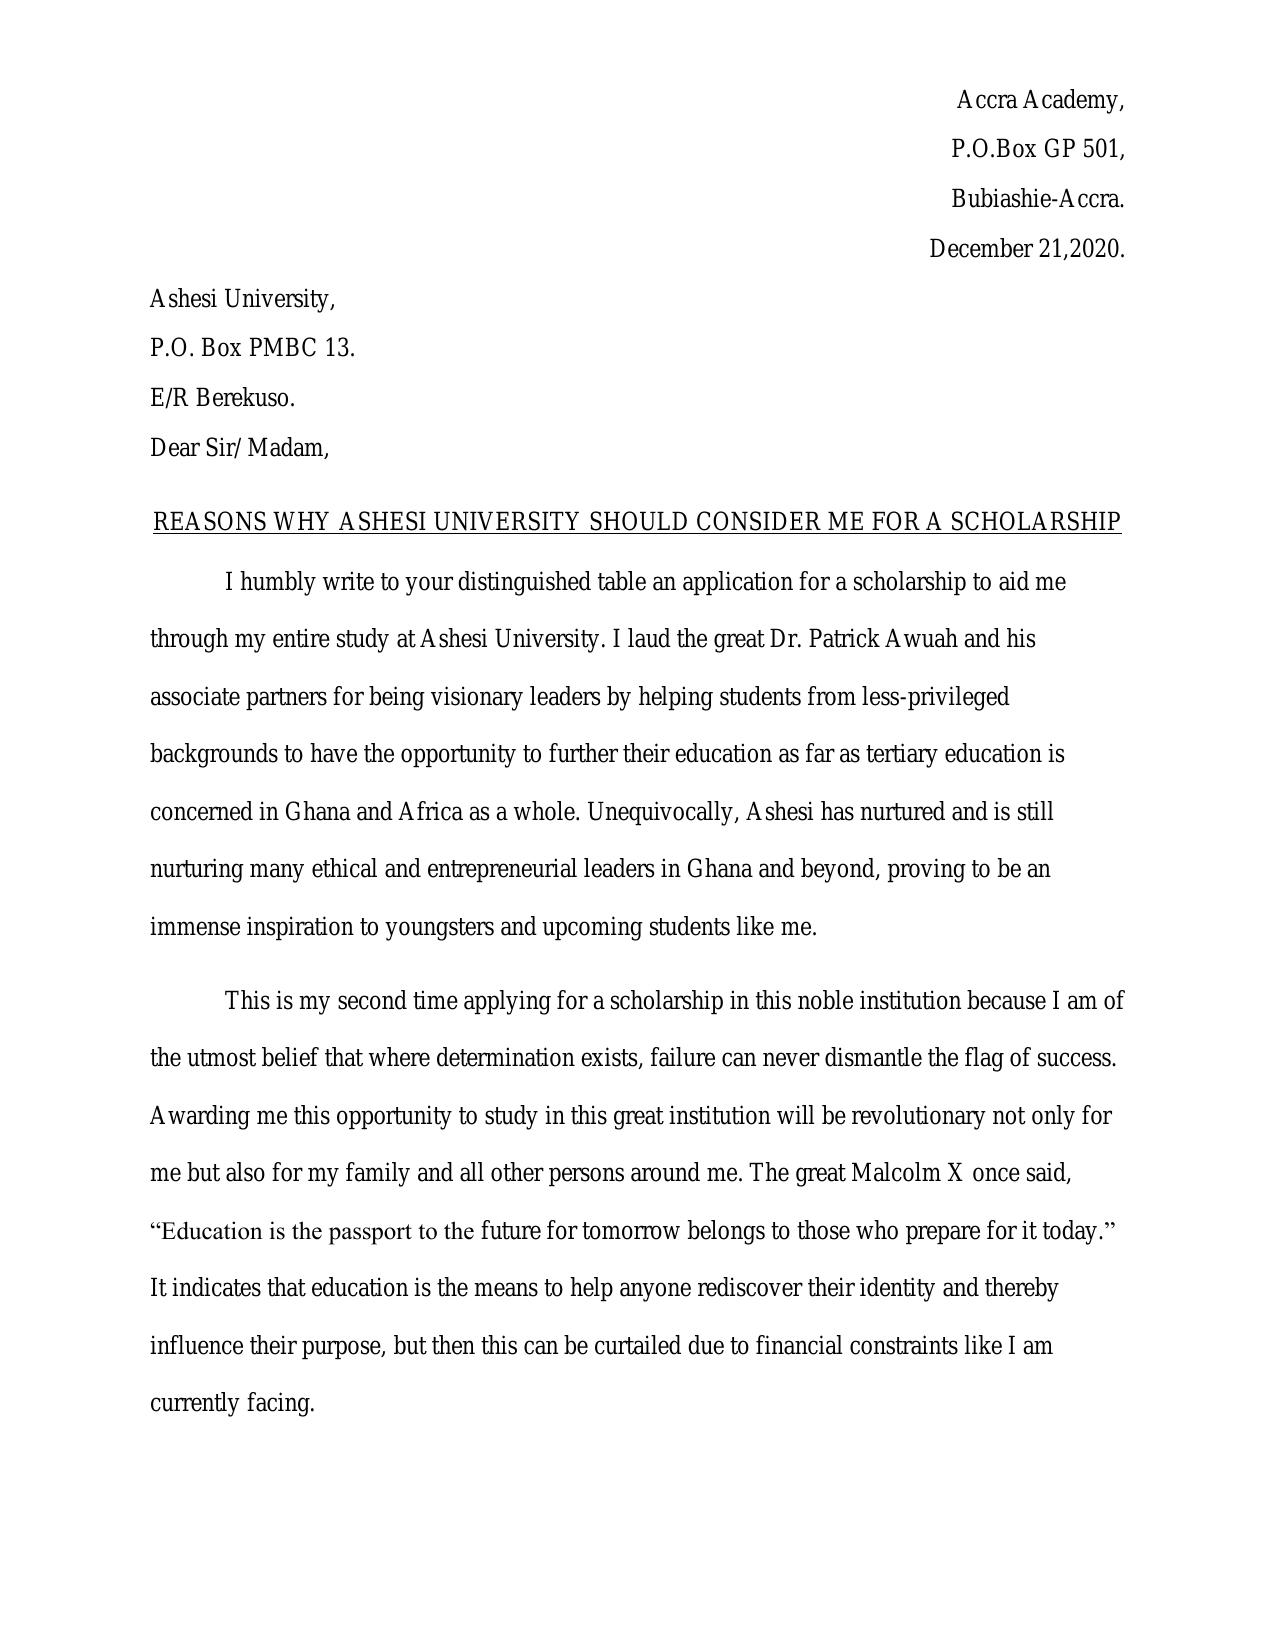 Accra Academy,
P.O.Box GP 501,
Bubiashie-Accra.
December 21,2020.
Ashesi University,
P.O. Box PMBC 13.
E/R Berekuso.
Dear Sir/ Madam,
REASONS WHY ASHESI UNIVERSITY SHOULD CONSIDER ME FOR A SCHOLARSHIP
I humbly write to your distinguished table an application for a scholarship to aid me
through my entire study at Ashesi University. I laud the great Dr. Patrick Awuah and his
associate partners for being visionary leaders by helping students from less-privileged
backgrounds to have the opportunity to further their education as far as tertiary education is
concerned in Ghana and Africa as a whole. Unequivocally, Ashesi has nurtured and is still
nurturing many ethical and entrepreneurial leaders in Ghana and beyond, proving to be an
immense inspiration to youngsters and upcoming students like me.
This is my second time applying for a scholarship in this noble institution because I am of
the utmost belief that where determination exists, failure can never dismantle the flag of success.
Awarding me this opportunity to study in this great institution will be revolutionary not only for
me but also for my family and all other persons around me. The great Malcolm X once said,
“Education is the passport to the future for tomorrow belongs to those who prepare for it today.”
It indicates that education is the means to help anyone rediscover their identity and thereby
influence their purpose, but then this can be curtailed due to financial constraints like I am
currently facing.